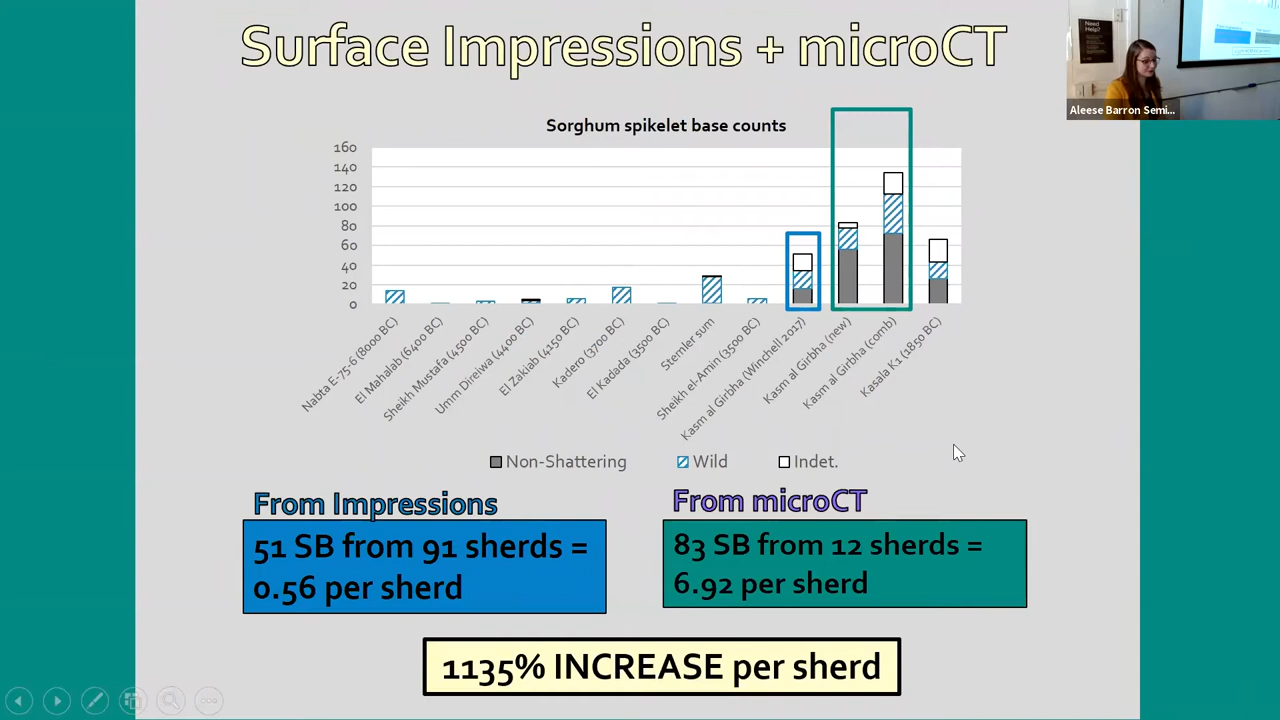 Surface Impressions + microCT
Need
Help?
Aleese Barron Semi...
Sorghum spikelet base counts
160
140
120
100
80
60
40
20
0
Nabta E-75-6 (8000 BC)
El Mahalab (6400 BC)
Sheikh Mustafa (4500 BC)
Umm Direiwa (4400 BC)
El Zakiab (4150 BC)
Kadero (3700 BC)
El Kadada (3500 BC)
Stemler sum
Sheikh el-Amin (3500 BC)
Kasm al Girbha (Winchell 2017)
Kasm al Girbha (new)
Kasm al Girbha (comb)
Kasala K1 (1850 BC)
Non-Shattering Wild Indet.
From Impressions
51 SB from 91 sherds =
0.56 per sherd
From microCT
83 SB from 12 sherds =
6.92 per sherd
1135% INCREASE per sherd